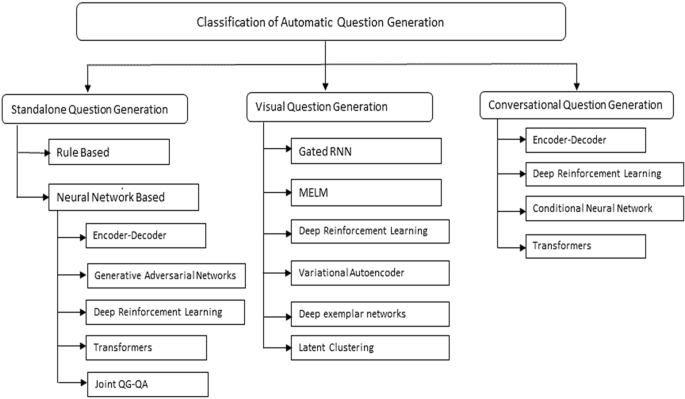 Classification of Automatic Question Generation
Standalone Question Generation
Rule Based
Neural Network Based
Encoder-Decoder
Generative Adversarial Networks
Deep Reinforcement Learning
Transformers
Joint QG-QA
Visual Question Generation
Gated RNN
MELM
Deep Reinforcement Learning
Variational Autoencoder
Deep exemplar networks
Latent Clustering
Conversational Question Generation
Encoder-Decoder
Deep Reinforcement Learning
Conditional Neural Network
Transformers